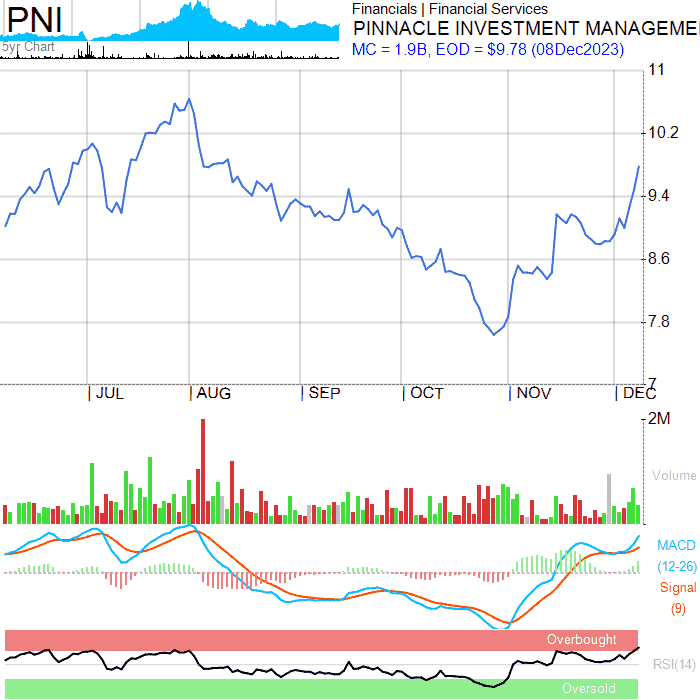 PNI
5yr Chart
Financials | Financial Services
PINNACLE INVESTMENT MANAGEME
MC = 1.9B, EOD = $9.78 (08Dec2023)
11
10.2
9.4
8.6
7.8
7
JUL AUG SEP OCT NOV DEC
2M
Volume
MACD
(12-26)
Signal
(9)
Overbought
RSI(14)
Oversold